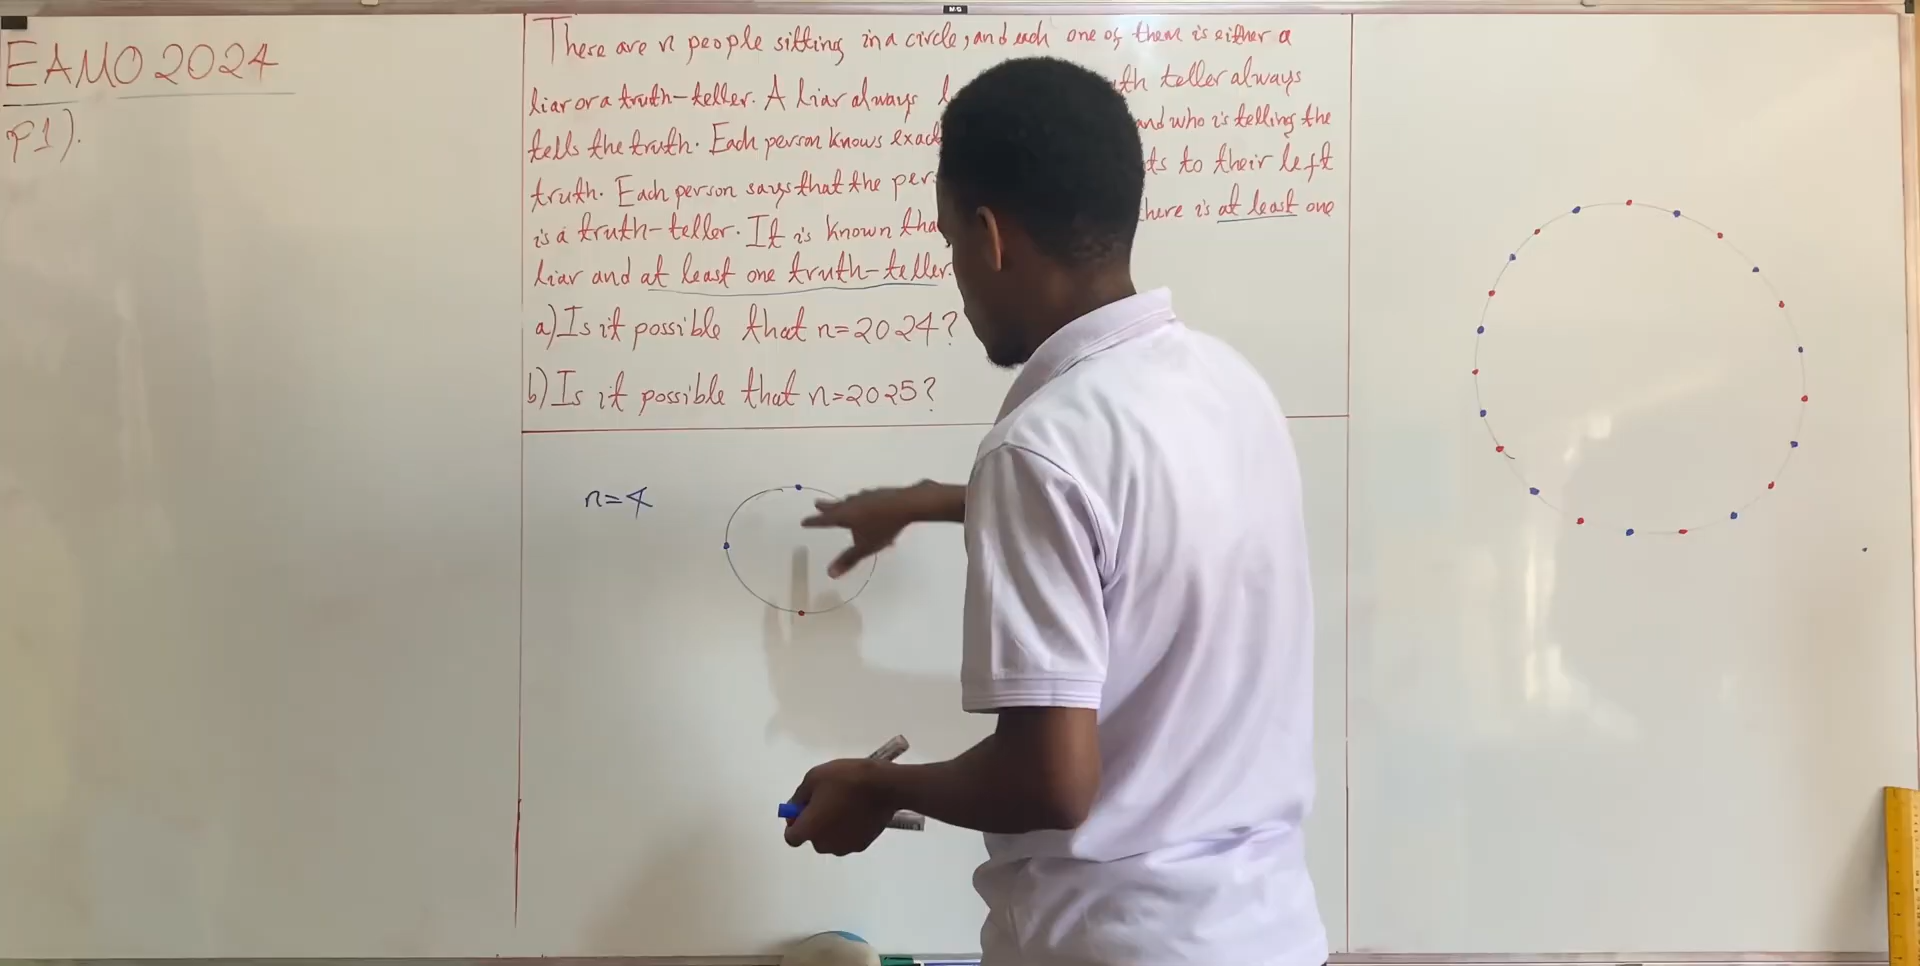 EAMO 2024
P1).
There are n people sitting in a circle, and each one of them is either a
liar or a truth-teller. A liar always l th teller always
tells the truth. Each person knows exac and who is telling the
truth. Each person says that the per ts to their left
is a truth-teller. It is known tha here is at least one
liar and at least one truth-teller.
a) Is it possible that n=2024?
b) Is it possible that n=2025?
n=4